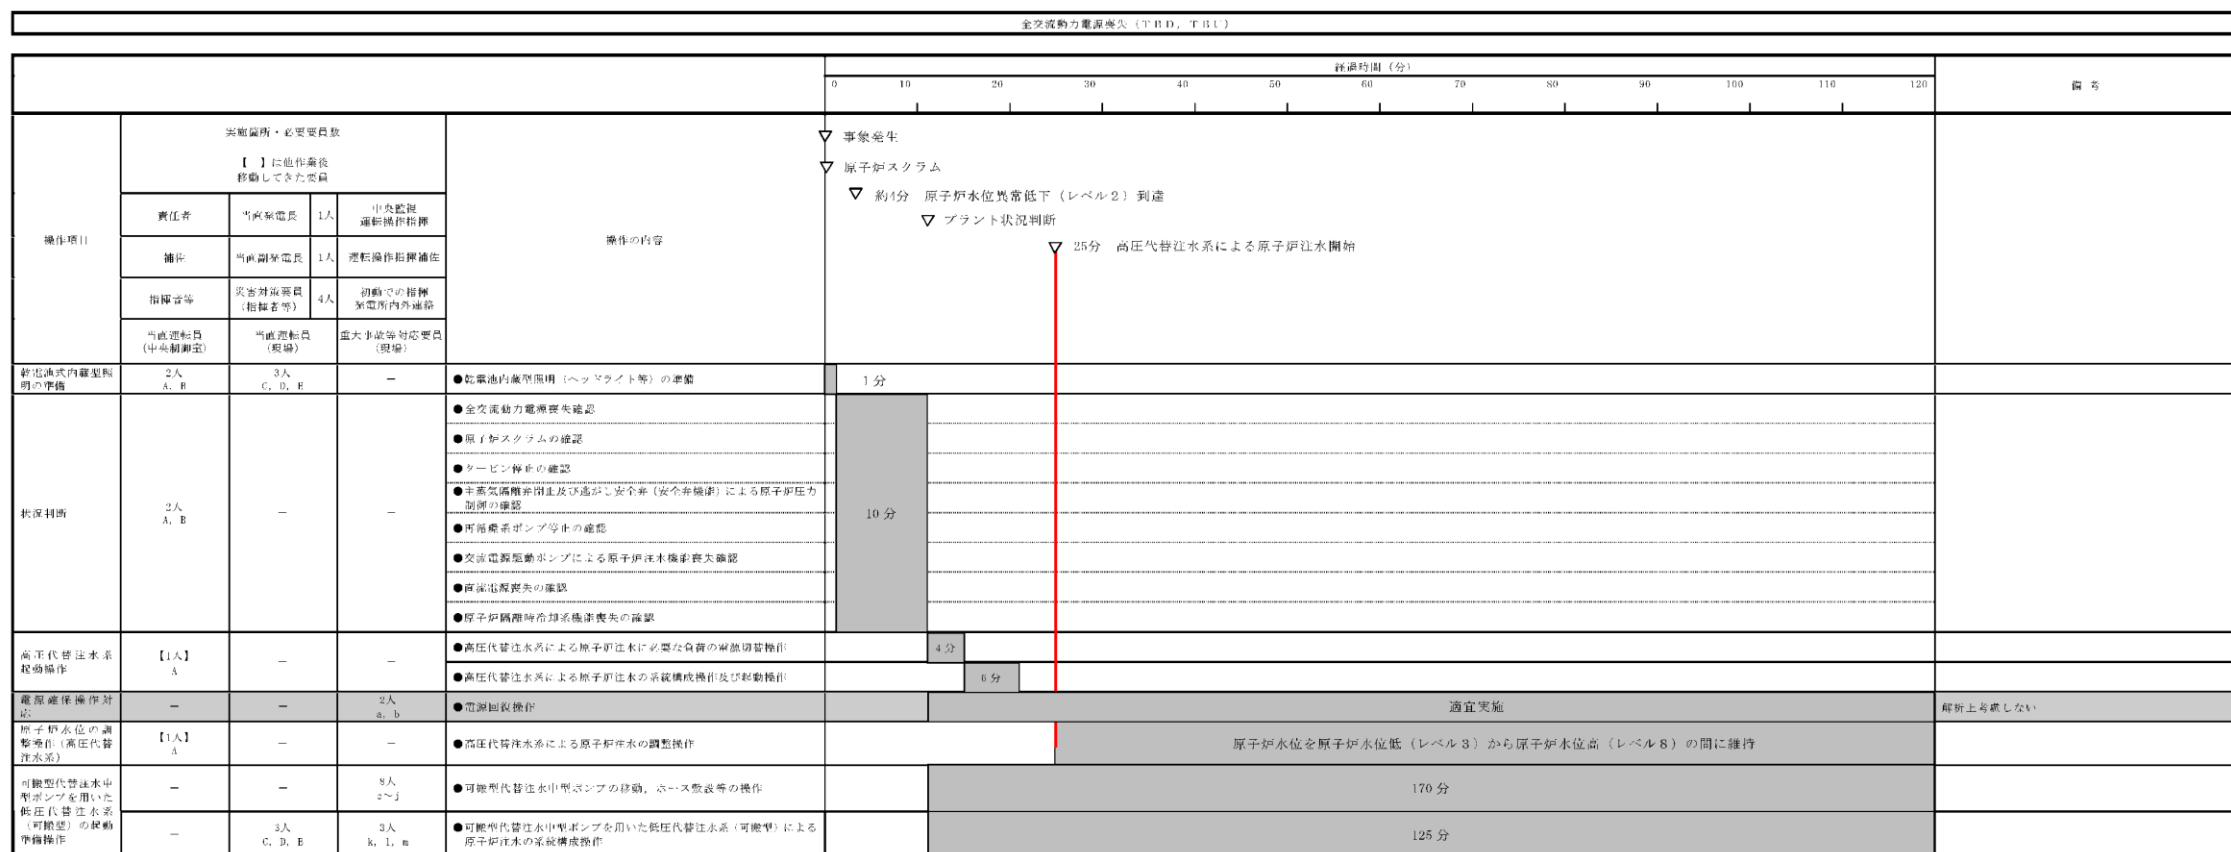 全交流動力電源喪失（ＴＢＤ，ＴＢＵ）
経過時間（分）
備 考
0 10 20 30 40 50 60 70 80 90 100 110 120
操作項目
実施箇所・必要要員数
【　】は他作業後
移動してきた要員
操作の内容
責任者
当直発電長
1人
中央監視
運転操作指揮
補佐
当直副発電長
1人
運転操作指揮補佐
指揮者等
災害対策要員
（指揮者等）
4人
初動での指揮
発電所内外連絡
当直運転員
（中央制御室）
当直運転員
（現場）
重大事故等対応要員
（現場）
事象発生
原子炉スクラム
約4分　原子炉水位異常低下（レベル２）到達
プラント状況判断
25分　高圧代替注水系による原子炉注水開始
乾電池式内蔵型照
明の準備
2人
A，B
3人
C，D，E
－
●乾電池内蔵型照明（ヘッドライト等）の準備
1分
状況判断
2人
A，B
－
－
●全交流動力電源喪失確認
●原子炉スクラムの確認
●タービン停止の確認
●主蒸気隔離弁閉止及び逃がし安全弁（安全弁機能）による原子炉圧力
制御の確認
●再循環系ポンプ停止の確認
●交流電源駆動ポンプによる原子炉注水機能喪失確認
●直流電源喪失の確認
●原子炉隔離時冷却系機能喪失の確認
10分
高圧代替注水系
起動操作
【1人】
A
－
－
●高圧代替注水系による原子炉注水に必要な負荷の電源切替操作
4分
●高圧代替注水系による原子炉注水の系統構成操作及び起動操作
6分
電源確保操作対
応
－
－
2人
a，b
●電源回復操作
適宜実施
解析上考慮しない
原子炉水位の調
整操作（高圧代替
注水系）
【1人】
A
－
－
●高圧代替注水系による原子炉注水の調整操作
原子炉水位を原子炉水位低（レベル３）から原子炉水位高（レベル８）の間に維持
可搬型代替注水中
型ポンプを用いた
低圧代替注水系
（可搬型）の起動
準備操作
－
－
8人
c～j
●可搬型代替注水中型ポンプの移動，ホース敷設等の操作
170分
－
3人
C，D，E
3人
k，l，m
●可搬型代替注水中型ポンプを用いた低圧代替注水系（可搬型）による
原子炉注水の系統構成操作
125分